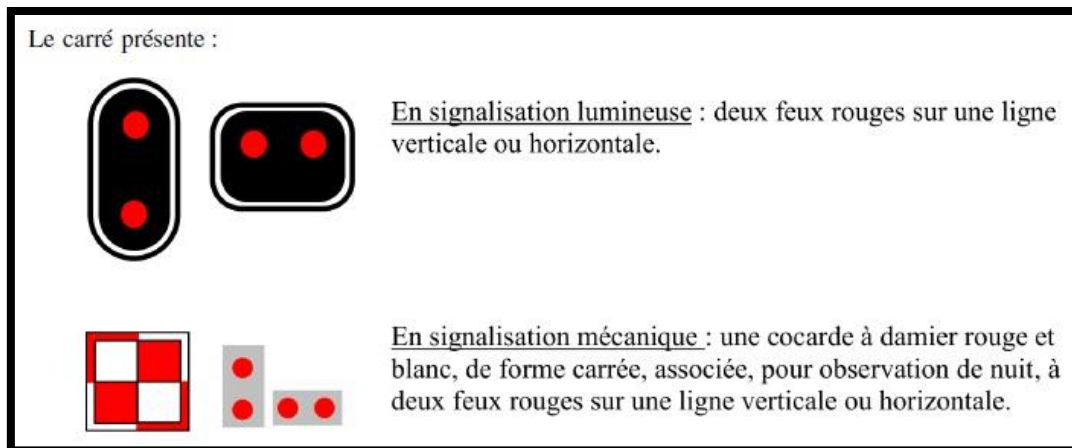 Le carré présente :
En signalisation lumineuse : deux feux rouges sur une ligne
verticale ou horizontale.
En signalisation mécanique : une cocarde à damier rouge et
blanc, de forme carrée, associée, pour observation de nuit, à
deux feux rouges sur une ligne verticale ou horizontale.